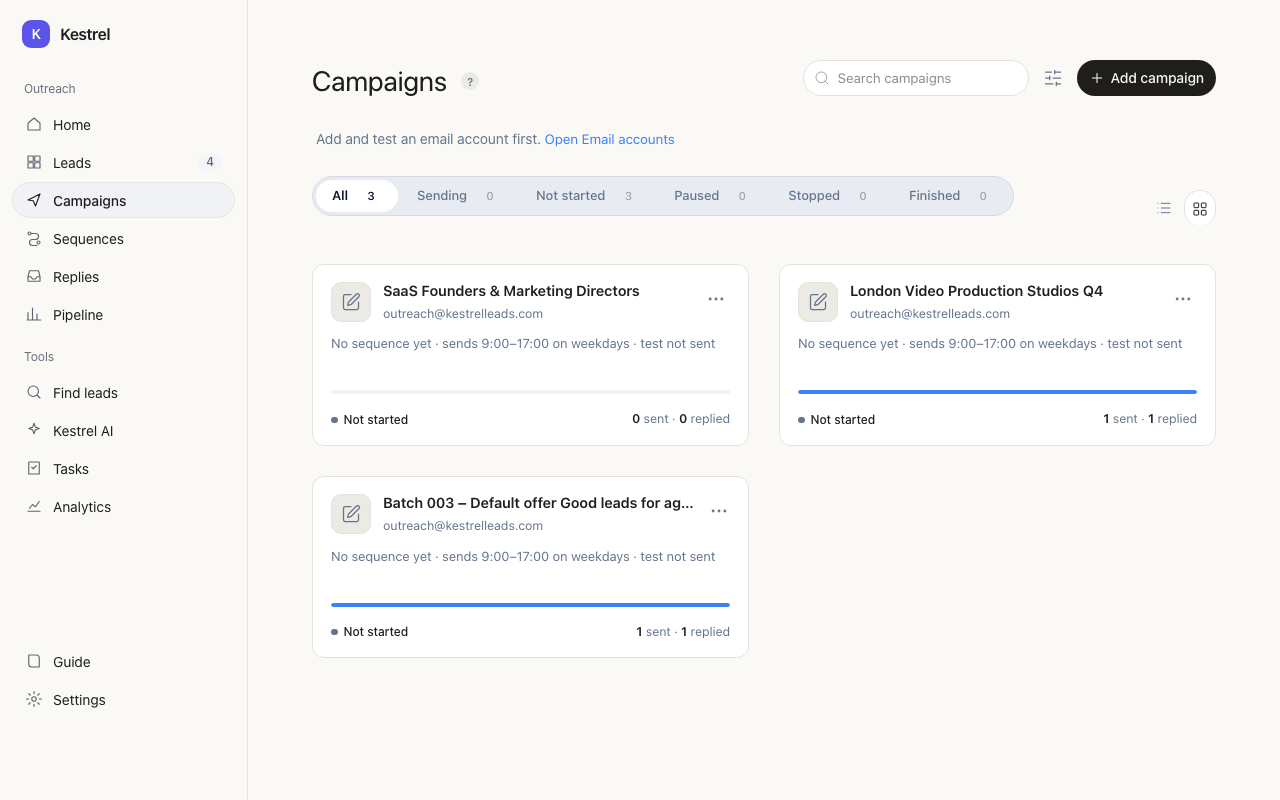 K Kestrel
Outreach
Home
Leads 4
Campaigns
Sequences
Replies
Pipeline
Tools
Find leads
Kestrel AI
Tasks
Analytics
Guide
Settings
Campaigns ?
Search campaigns
Add campaign
Add and test an email account first. Open Email accounts
All 3 Sending 0 Not started 3 Paused 0 Stopped 0 Finished 0
SaaS Founders & Marketing Directors
outreach@kestrelleads.com
No sequence yet · sends 9:00–17:00 on weekdays · test not sent
Not started 0 sent · 0 replied
London Video Production Studios Q4
outreach@kestrelleads.com
No sequence yet · sends 9:00–17:00 on weekdays · test not sent
Not started 1 sent · 1 replied
Batch 003 – Default offer Good leads for ag...
outreach@kestrelleads.com
No sequence yet · sends 9:00–17:00 on weekdays · test not sent
Not started 1 sent · 1 replied